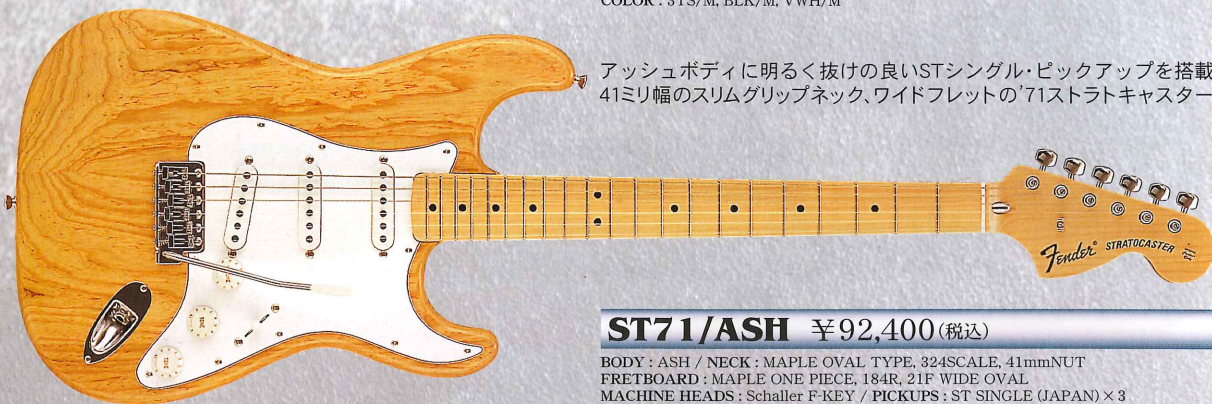 COLOR : 3TS/M, BLK/M, VWH/M
アッシュボディに明るく抜けの良いSTシングル・ピックアップを搭載
41ミリ幅のスリムグリップネック、ワイドフレットの’71ストラトキャスター
Fender® STRATOCASTER
ST71/ASH ￥92,400(税込)
BODY : ASH / NECK : MAPLE OVAL TYPE, 324SCALE, 41mmNUT
FRETBOARD : MAPLE ONE PIECE, 184R, 21F WIDE OVAL
MACHINE HEADS : Schaller F-KEY / PICKUPS : ST SINGLE (JAPAN) × 3